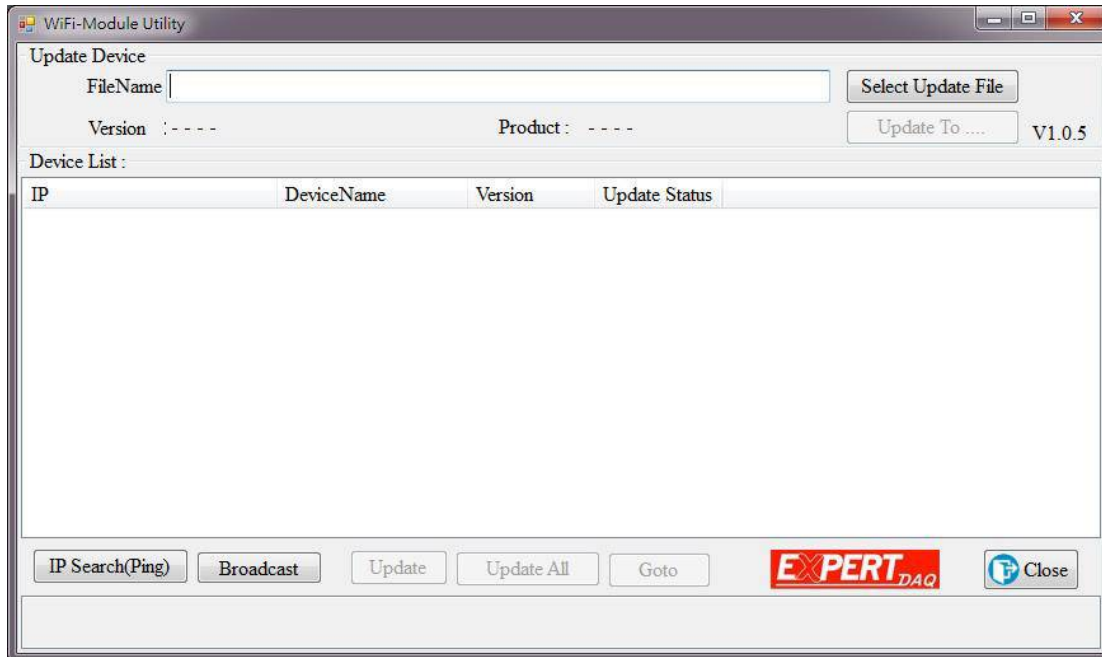 WiFi-Module Utility
Update Device
FileName Select Update File
Version :---- Product : ---- Update To .... V1.0.5
Device List :
IP DeviceName Version Update Status
IP Search(Ping) Broadcast Update Update All Goto EXPERT DAQ Close